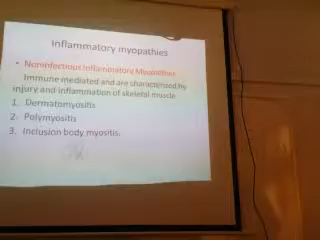 Inflammatory myopathies
• Noninfectious Inflammatory Myopathies
Immune mediated and are characterized by
injury and inflammation of skeletal muscle
1. Dermatomyositis
2. Polymyositis
3. Inclusion body myositis.